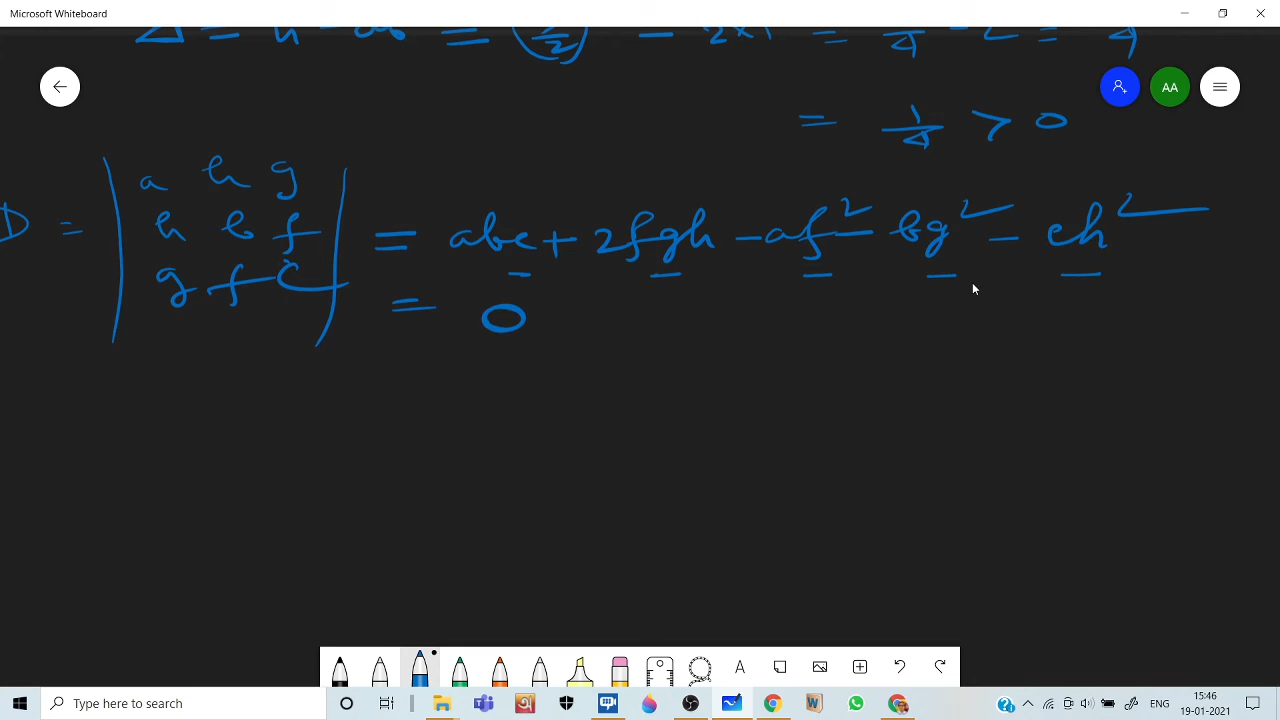 Microsoft Whiteboard
= 1/4 > 0
AA
D = | a h g | = abc + 2fgh - af² - bg² - ch²
| h b f |
| g f c |
= 0
A
Type here to search
ENG
15:46
19-01-2021